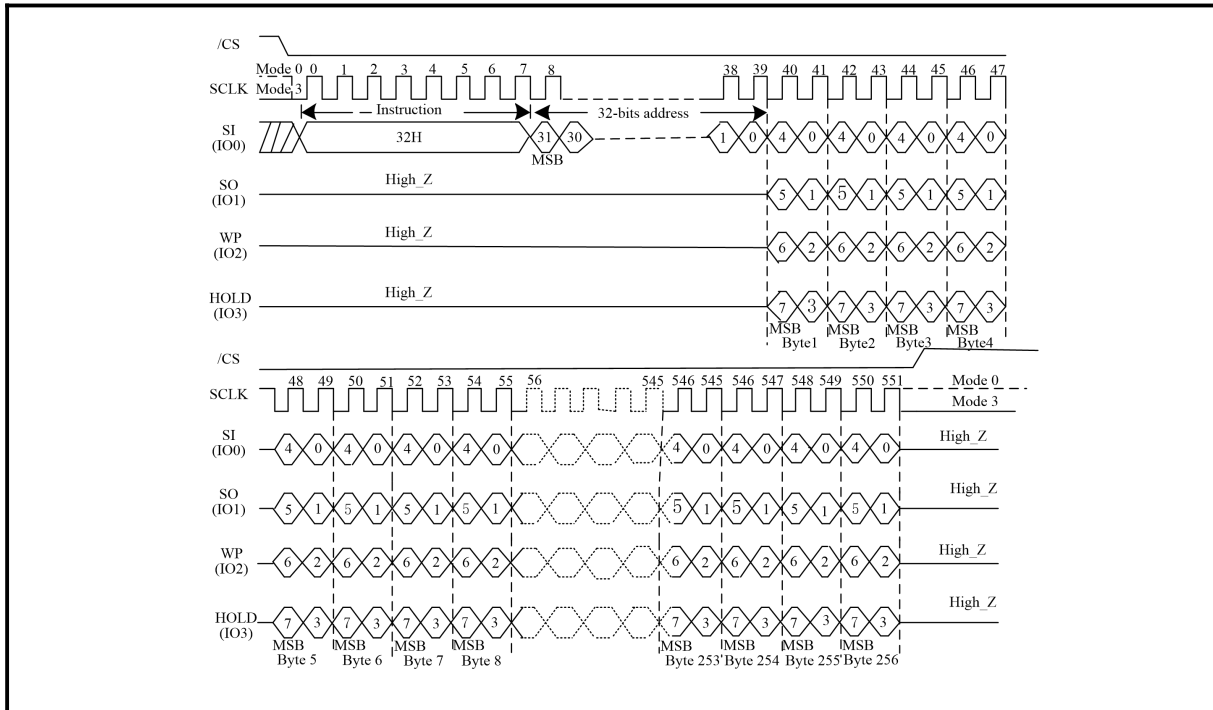 /CS
Mode 0 0 1 2 3 4 5 6 7 8 38 39 40 41 42 43 44 45 46 47
SCLK Mode 3
Instruction 32-bits address
SI
(IO0) 32H 31 30 1 0 4 0 4 0 4 0 4 0
MSB
SO
(IO1) High_Z 5 1 5 1 5 1 5 1
WP
(IO2) High_Z 6 2 6 2 6 2 6 2
HOLD
(IO3) High_Z 7 3 7 3 7 3 7 3
MSB MSB MSB MSB
Byte1 Byte2 Byte3 Byte4
/CS
48 49 50 51 52 53 54 55 56 545 546 545 546 547 548 549 550 551 Mode 0
SCLK Mode 3
SI
(IO0) 4 0 4 0 4 0 4 0 4 0 4 0 4 0 4 0 High_Z
SO
(IO1) 5 1 5 1 5 1 5 1 5 1 5 1 5 1 5 1 High_Z
WP
(IO2) 6 2 6 2 6 2 6 2 6 2 6 2 6 2 6 2 High_Z
HOLD
(IO3) 7 3 7 3 7 3 7 3 7 3 7 3 7 3 7 3 High_Z
MSB MSB MSB MSB MSB MSB MSB MSB
Byte 5 Byte 6 Byte 7 Byte 8 Byte 253 Byte 254 Byte 255 Byte 256